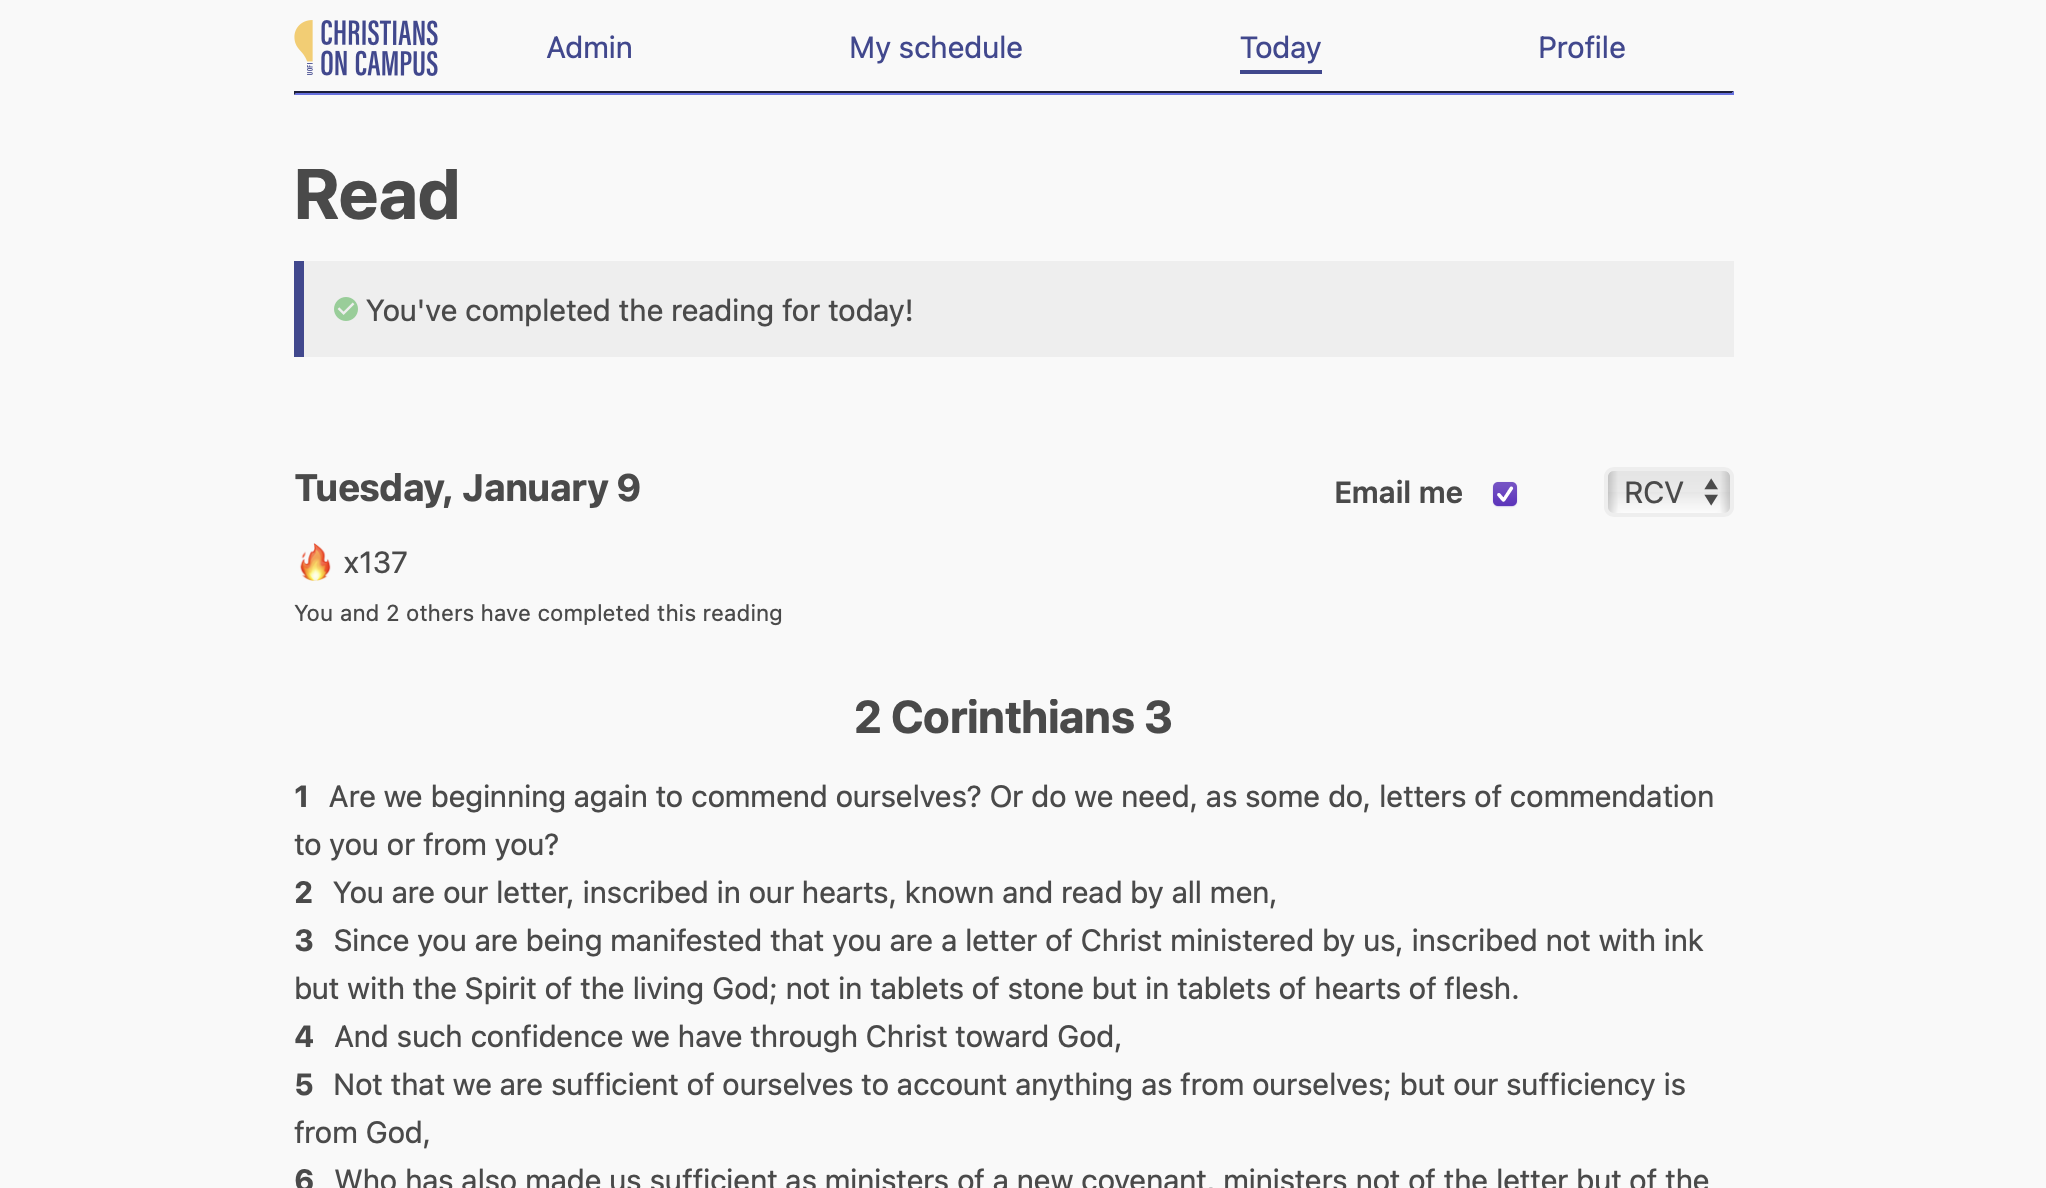 CHRISTIANS
ON CAMPUS
UOFI
Admin
My schedule
Today
Profile
Read
You've completed the reading for today!
Tuesday, January 9
Email me
RCV
x137
You and 2 others have completed this reading
2 Corinthians 3
1 Are we beginning again to commend ourselves? Or do we need, as some do, letters of commendation
to you or from you?
2 You are our letter, inscribed in our hearts, known and read by all men,
3 Since you are being manifested that you are a letter of Christ ministered by us, inscribed not with ink
but with the Spirit of the living God; not in tablets of stone but in tablets of hearts of flesh.
4 And such confidence we have through Christ toward God,
5 Not that we are sufficient of ourselves to account anything as from ourselves; but our sufficiency is
from God,
6 Who has also made us sufficient as ministers of a new covenant, ministers not of the letter but of the